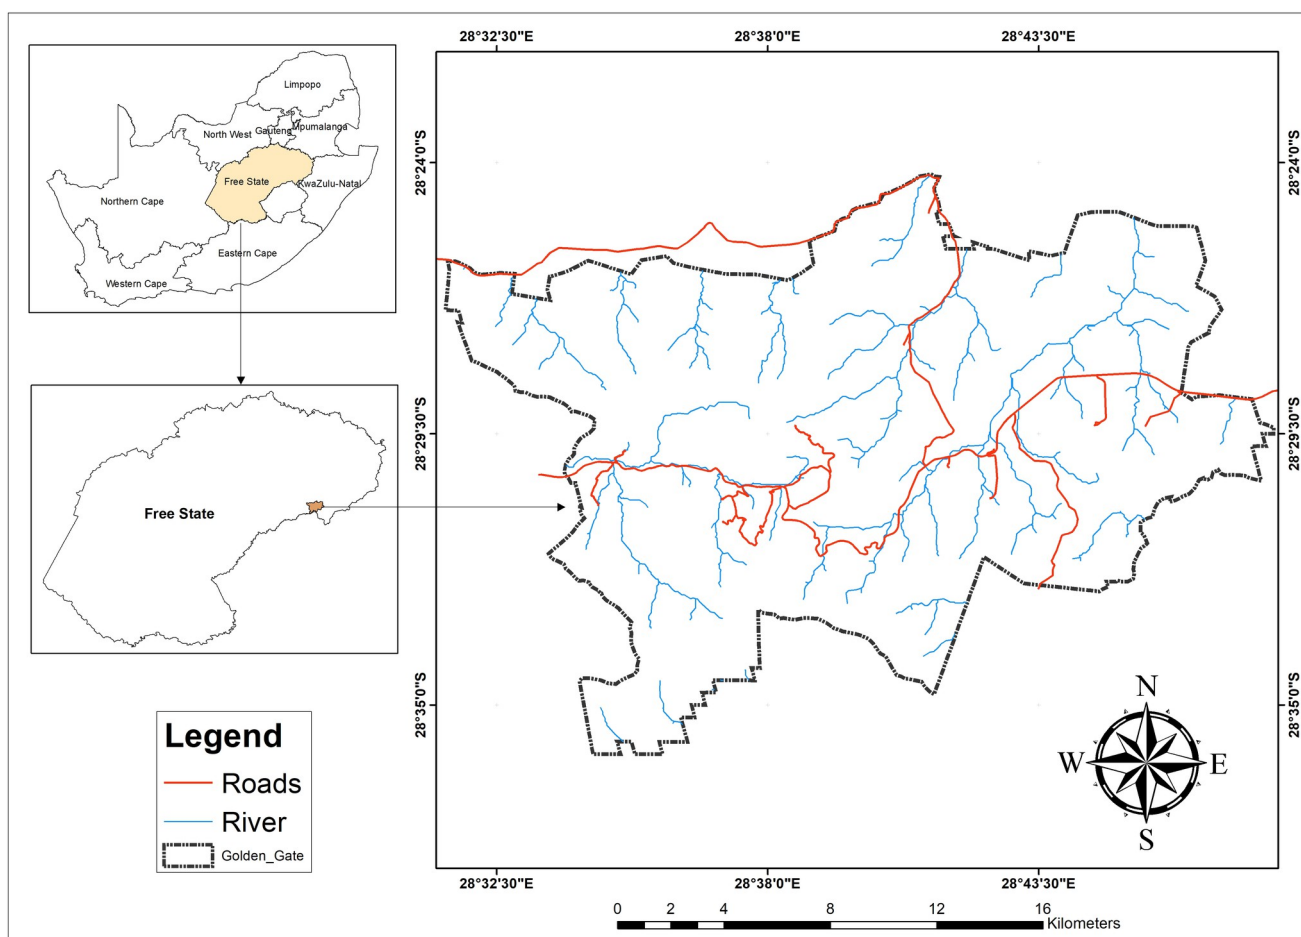 28°32'30"E 28°38'0"E 28°43'30"E
Limpopo
North West Gauteng Mpumalanga
Free State KwaZulu-Natal
Northern Cape
Eastern Cape
Western Cape
28°24'0"S 28°24'0"S
28°29'30"S 28°29'30"S
28°35'0"S 28°35'0"S
Free State
Legend
Roads
River
Golden_Gate
N
W E
S
28°32'30"E 28°38'0"E 28°43'30"E
0 2 4 8 12 16
Kilometers